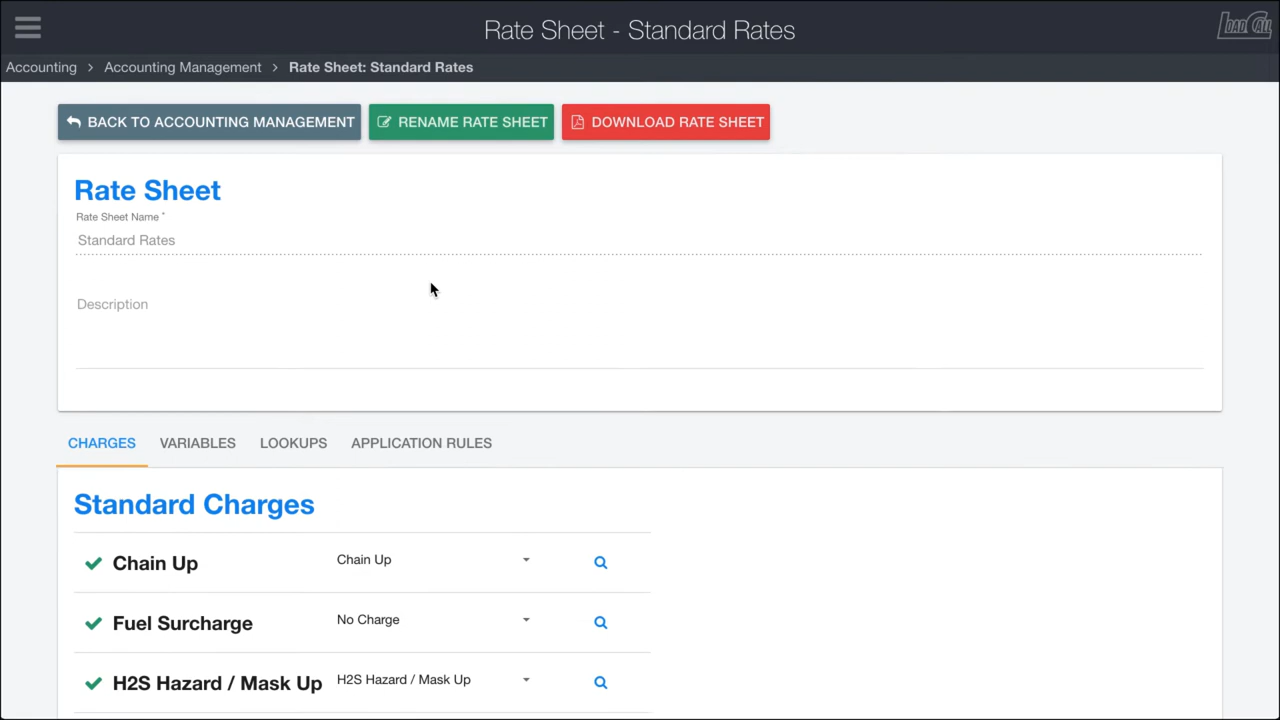 Rate Sheet - Standard Rates
LOAD CALL
Accounting > Accounting Management > Rate Sheet: Standard Rates
BACK TO ACCOUNTING MANAGEMENT RENAME RATE SHEET DOWNLOAD RATE SHEET
Rate Sheet
Rate Sheet Name *
Standard Rates
Description
CHARGES VARIABLES LOOKUPS APPLICATION RULES
Standard Charges
Chain Up Chain Up
Fuel Surcharge No Charge
H2S Hazard / Mask Up H2S Hazard / Mask Up